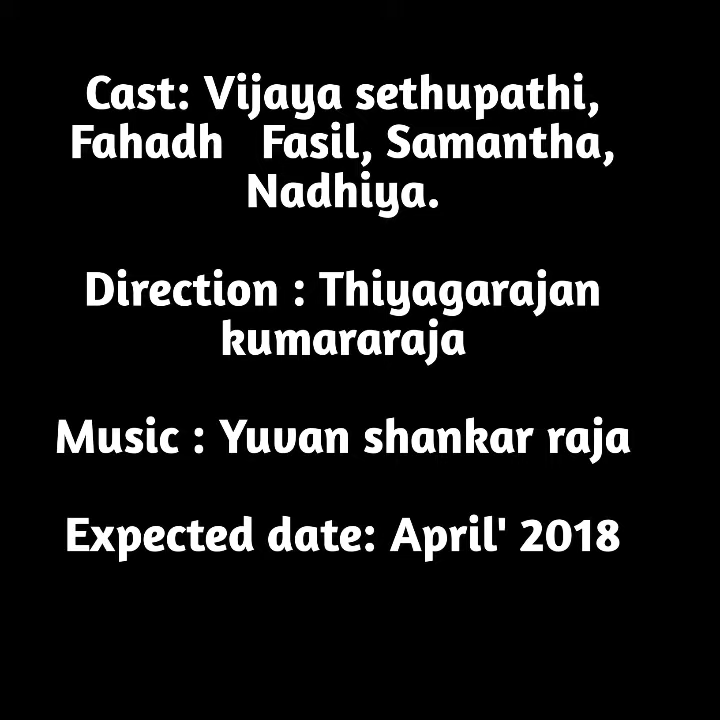 Cast: Vijaya sethupathi,
Fahadh   Fasil, Samantha,
Nadhiya.
Direction : Thiyagarajan
kumararaja
Music : Yuvan shankar raja
Expected date: April' 2018